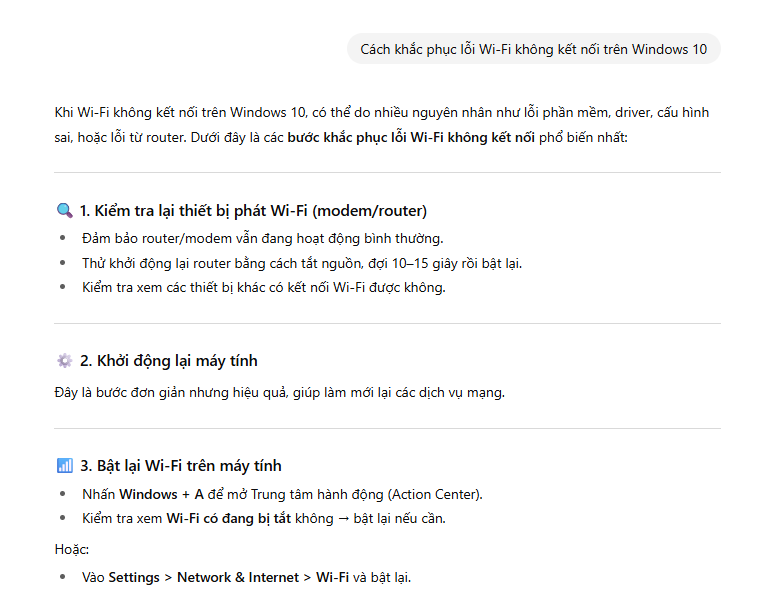 Cách khắc phục lỗi Wi-Fi không kết nối trên Windows 10
Khi Wi-Fi không kết nối trên Windows 10, có thể do nhiều nguyên nhân như lỗi phần mềm, driver, cấu hình
sai, hoặc lỗi từ router. Dưới đây là các bước khắc phục lỗi Wi-Fi không kết nối phổ biến nhất:
🔍 1. Kiểm tra lại thiết bị phát Wi-Fi (modem/router)
• Đảm bảo router/modem vẫn đang hoạt động bình thường.
• Thử khởi động lại router bằng cách tắt nguồn, đợi 10–15 giây rồi bật lại.
• Kiểm tra xem các thiết bị khác có kết nối Wi-Fi được không.
⚙️ 2. Khởi động lại máy tính
Đây là bước đơn giản nhưng hiệu quả, giúp làm mới lại các dịch vụ mạng.
📶 3. Bật lại Wi-Fi trên máy tính
• Nhấn Windows + A để mở Trung tâm hành động (Action Center).
• Kiểm tra xem Wi-Fi có đang bị tắt không → bật lại nếu cần.
Hoặc:
• Vào Settings > Network & Internet > Wi-Fi và bật lại.